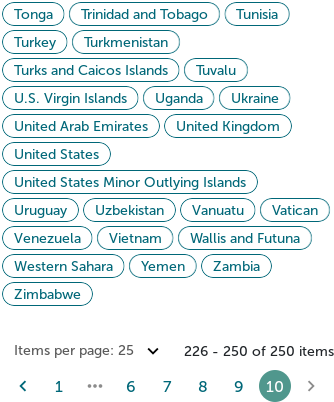 Tonga Trinidad and Tobago Tunisia
Turkey Turkmenistan
Turks and Caicos Islands Tuvalu
U.S. Virgin Islands Uganda Ukraine
United Arab Emirates United Kingdom
United States
United States Minor Outlying Islands
Uruguay Uzbekistan Vanuatu Vatican
Venezuela Vietnam Wallis and Futuna
Western Sahara Yemen Zambia
Zimbabwe
Items per page: 25 226 - 250 of 250 items
1 ••• 6 7 8 9 10